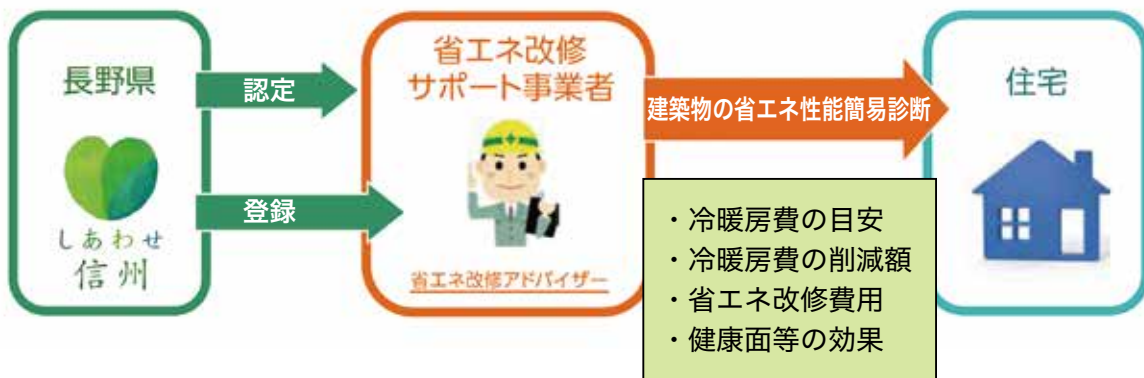 長野県
しあわせ
信州
認定
登録
省エネ改修
サポート事業者
省エネ改修アドバイザー
建築物の省エネ性能簡易診断
・冷暖房費の目安
・冷暖房費の削減額
・省エネ改修費用
・健康面等の効果
住宅